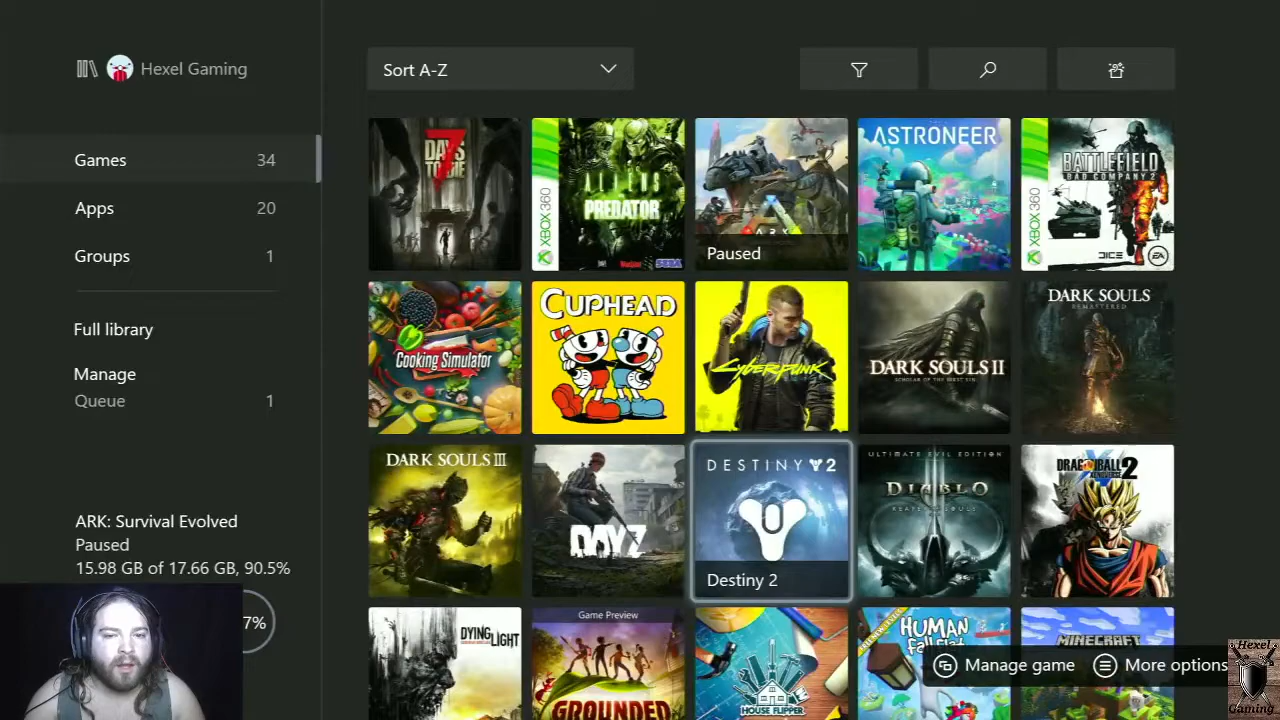 Hexel Gaming
Sort A-Z
Games 34
Apps 20
Groups 1
Full library
Manage
Queue 1
ARK: Survival Evolved
Paused
15.98 GB of 17.66 GB, 90.5%
7%
7
DAYS
TO DIE
XBOX 360
ALIENS
PREDATOR
SEGA
ARK
Paused
ASTRONEER
XBOX 360
BATTLEFIELD
BAD COMPANY 2
DICE
EA
Cooking Simulator
CUPHEAD
Cyberpunk
DARK SOULS II
SCHOLAR OF THE FIRST SIN
DARK SOULS
REMASTERED
DARK SOULS III
DAYZ
DESTINY 2
Destiny 2
ULTIMATE EVIL EDITION
DIABLO
REAPER OF SOULS
DRAGON BALL
XENOVERSE 2
DYING LIGHT
Game Preview
GROUNDED
HOUSE FLIPPER
HUMAN
Fall Flat
MINECRAFT
Manage game
More options
Hexel
Gaming